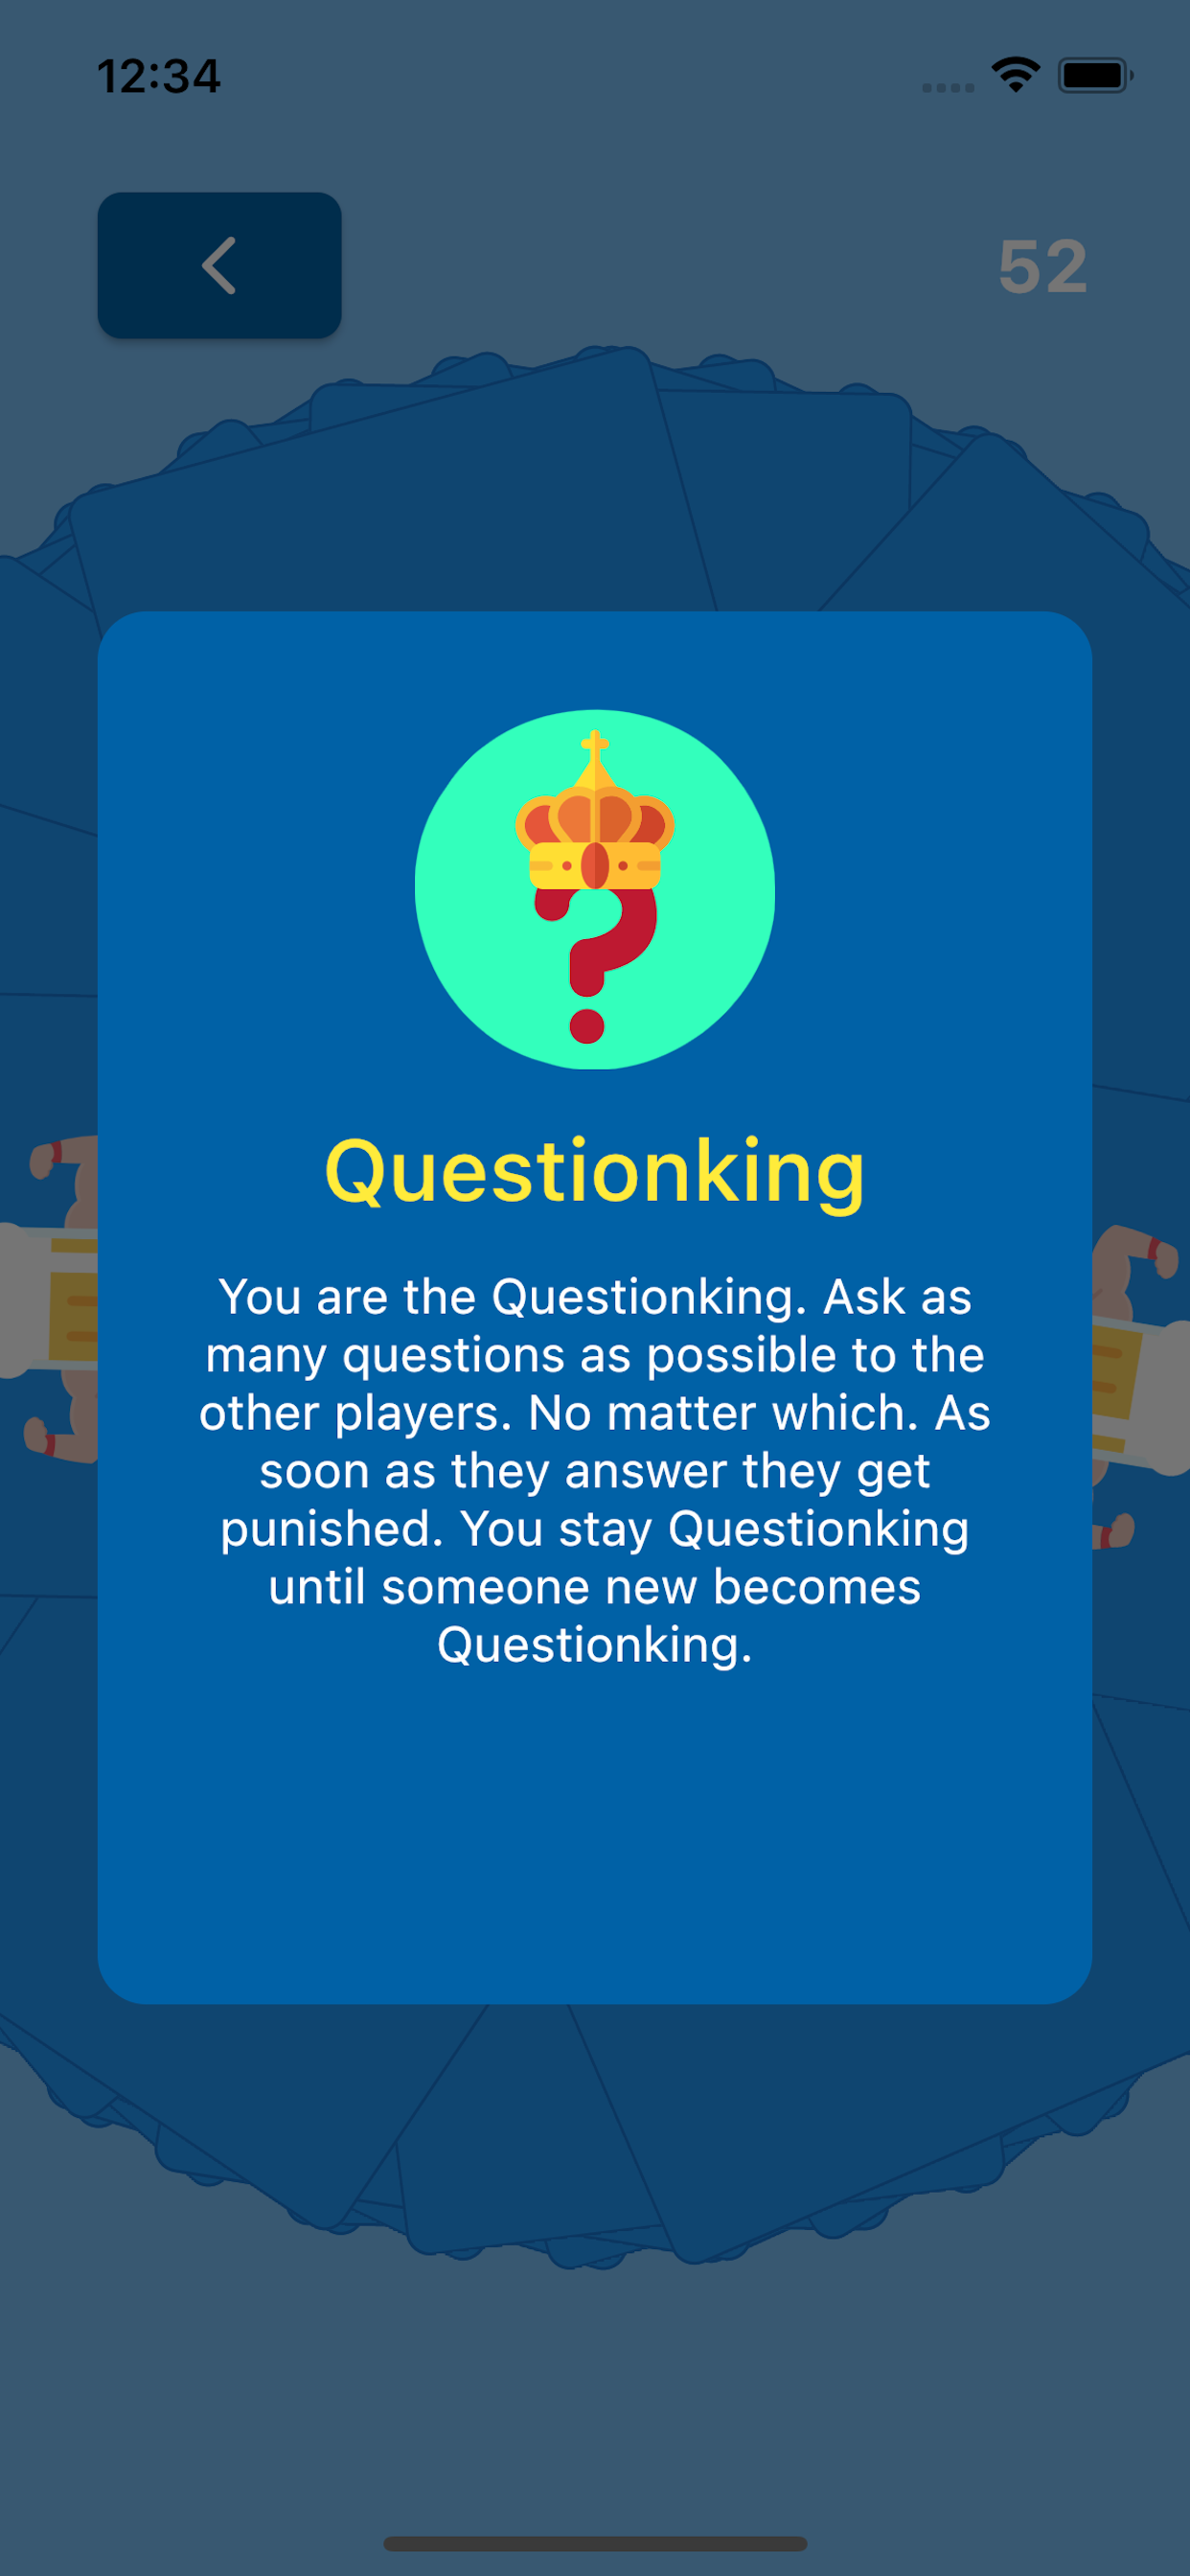 12:34
52
Questionking
You are the Questionking. Ask as
many questions as possible to the
other players. No matter which. As
soon as they answer they get
punished. You stay Questionking
until someone new becomes
Questionking.